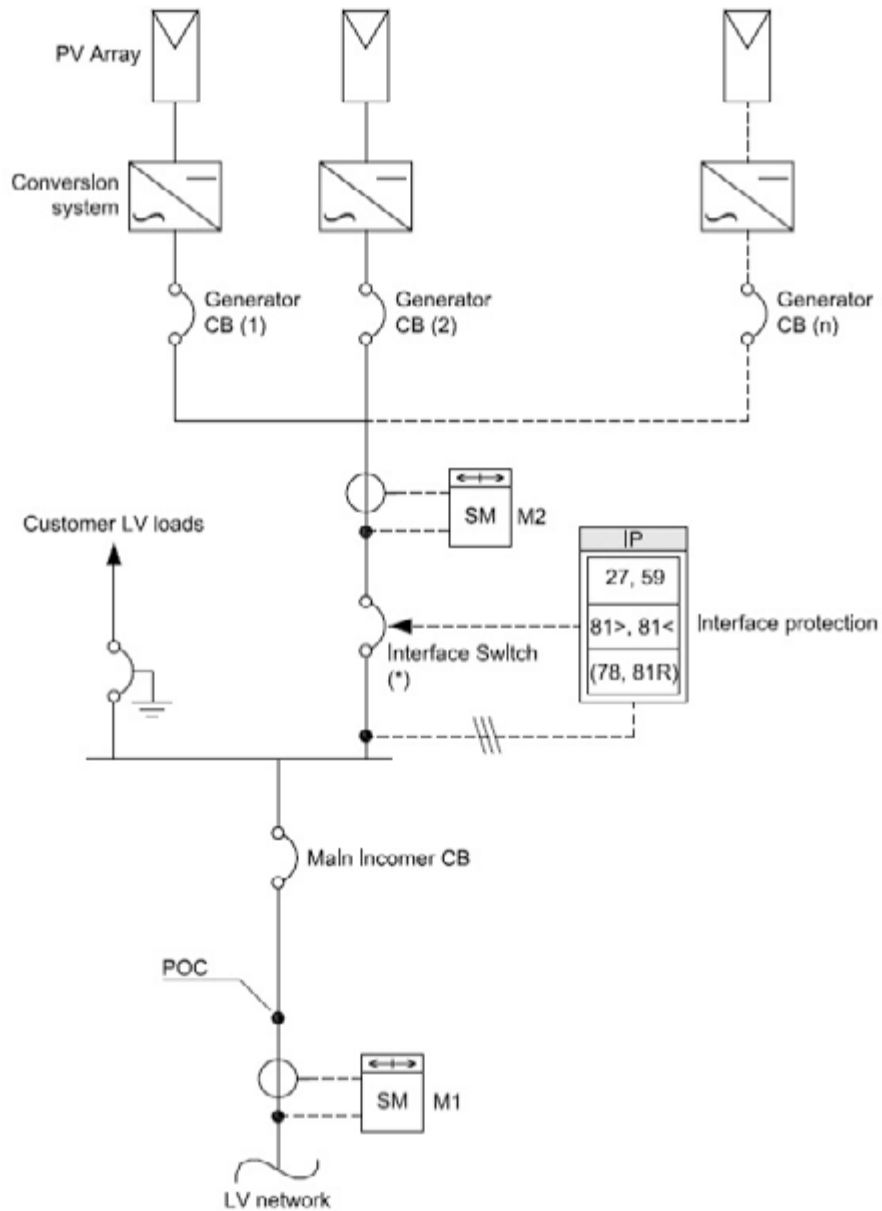 PV Array
Conversion
system
Generator
CB (1)
Generator
CB (2)
Generator
CB (n)
SM
M2
Customer LV loads
IP
27, 59
81>, 81<
(78, 81R)
Interface protection
Interface Switch
(*)
Main Incomer CB
POC
SM
M1
LV network